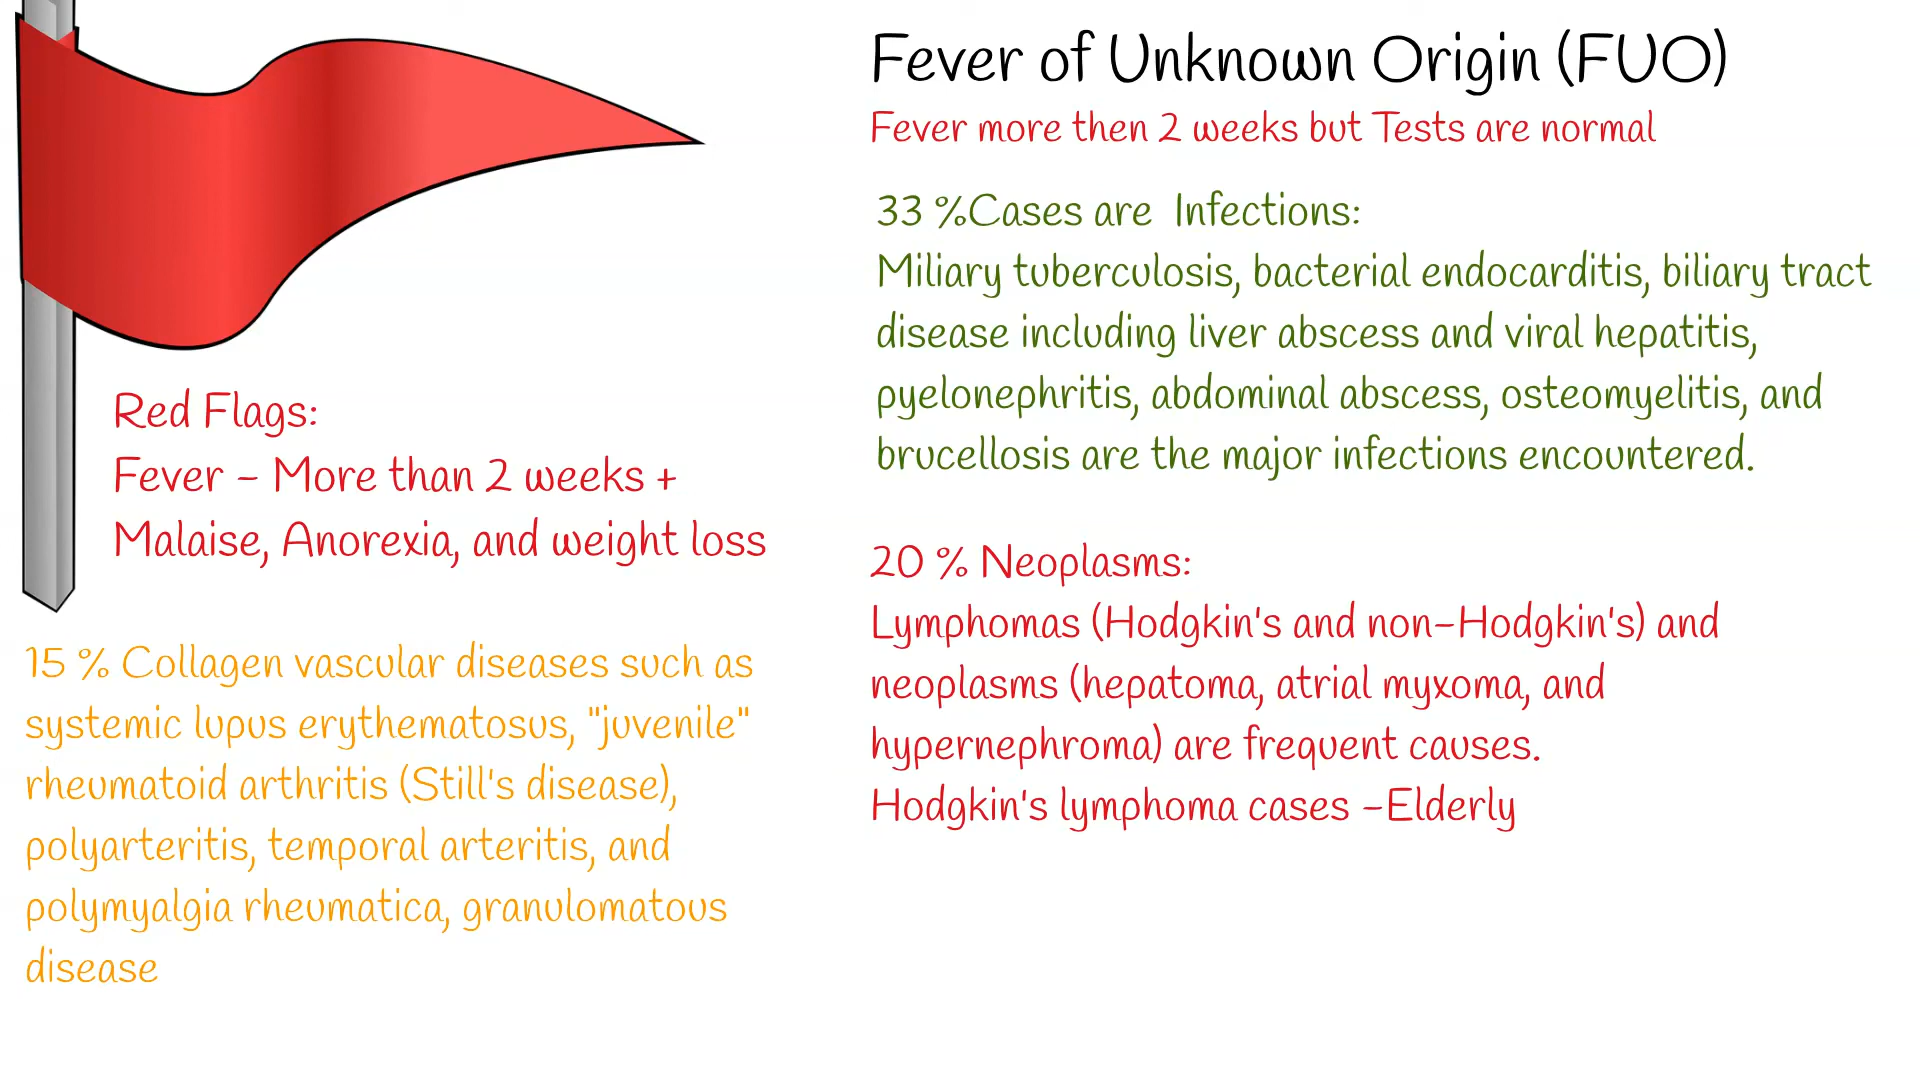 Fever of Unknown Origin (FUO)
Fever more then 2 weeks but Tests are normal
33 %Cases are Infections:
Miliary tuberculosis, bacterial endocarditis, biliary tract
disease including liver abscess and viral hepatitis,
pyelonephritis, abdominal abscess, osteomyelitis, and
brucellosis are the major infections encountered.
20 % Neoplasms:
Lymphomas (Hodgkin's and non-Hodgkin's) and
neoplasms (hepatoma, atrial myxoma, and
hypernephroma) are frequent causes.
Hodgkin's lymphoma cases -Elderly
Red Flags:
Fever - More than 2 weeks +
Malaise, Anorexia, and weight loss
15 % Collagen vascular diseases such as
systemic lupus erythematosus, "juvenile"
rheumatoid arthritis (Still's disease),
polyarteritis, temporal arteritis, and
polymyalgia rheumatica, granulomatous
disease